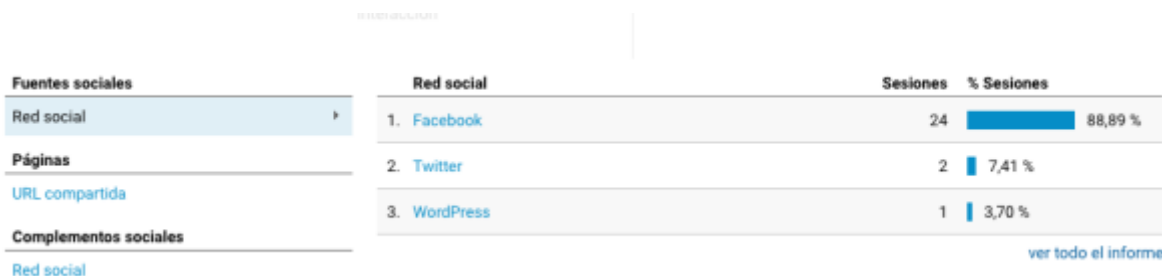 Interacción
Fuentes sociales
Red social
Páginas
URL compartida
Complementos sociales
Red social
Red social Sesiones % Sesiones
1. Facebook 24 88,89 %
2. Twitter 2 7,41 %
3. WordPress 1 3,70 %
ver todo el informe